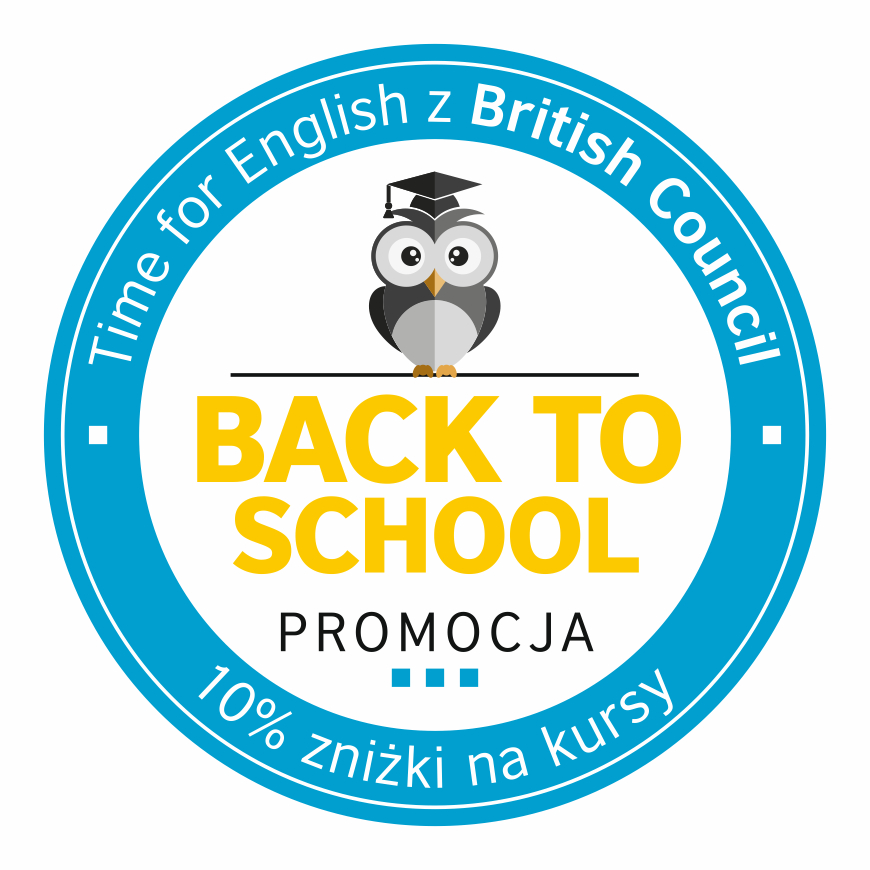 Time for English z British Council
BACK TO
SCHOOL
PROMOCJA
10% zniżki na kursy